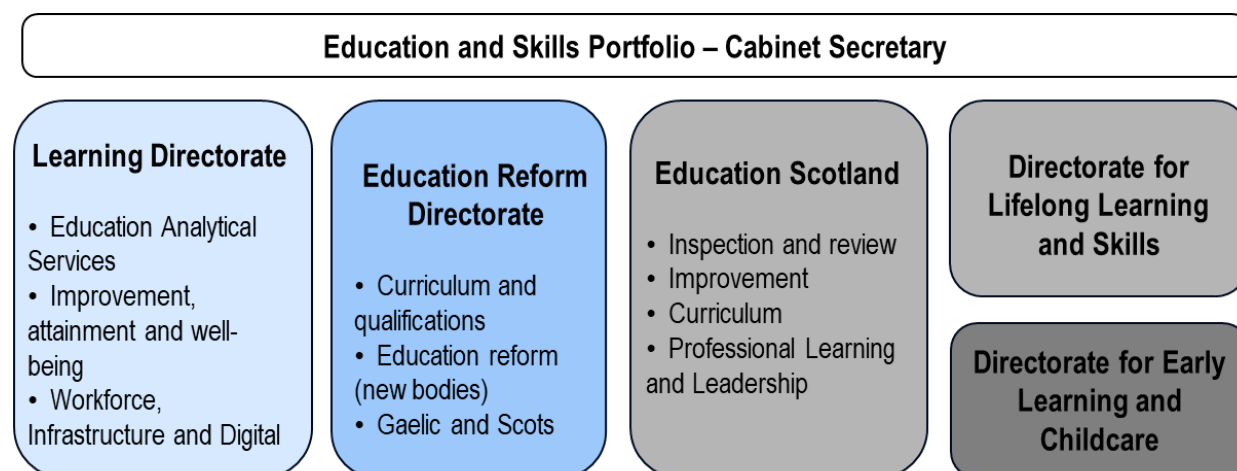 Education and Skills Portfolio – Cabinet Secretary
Learning Directorate
• Education Analytical
Services
• Improvement,
attainment and well-
being
• Workforce,
Infrastructure and Digital
Education Reform
Directorate
• Curriculum and
qualifications
• Education reform
(new bodies)
• Gaelic and Scots
Education Scotland
• Inspection and review
• Improvement
• Curriculum
• Professional Learning
and Leadership
Directorate for
Lifelong Learning
and Skills
Directorate for Early
Learning and
Childcare